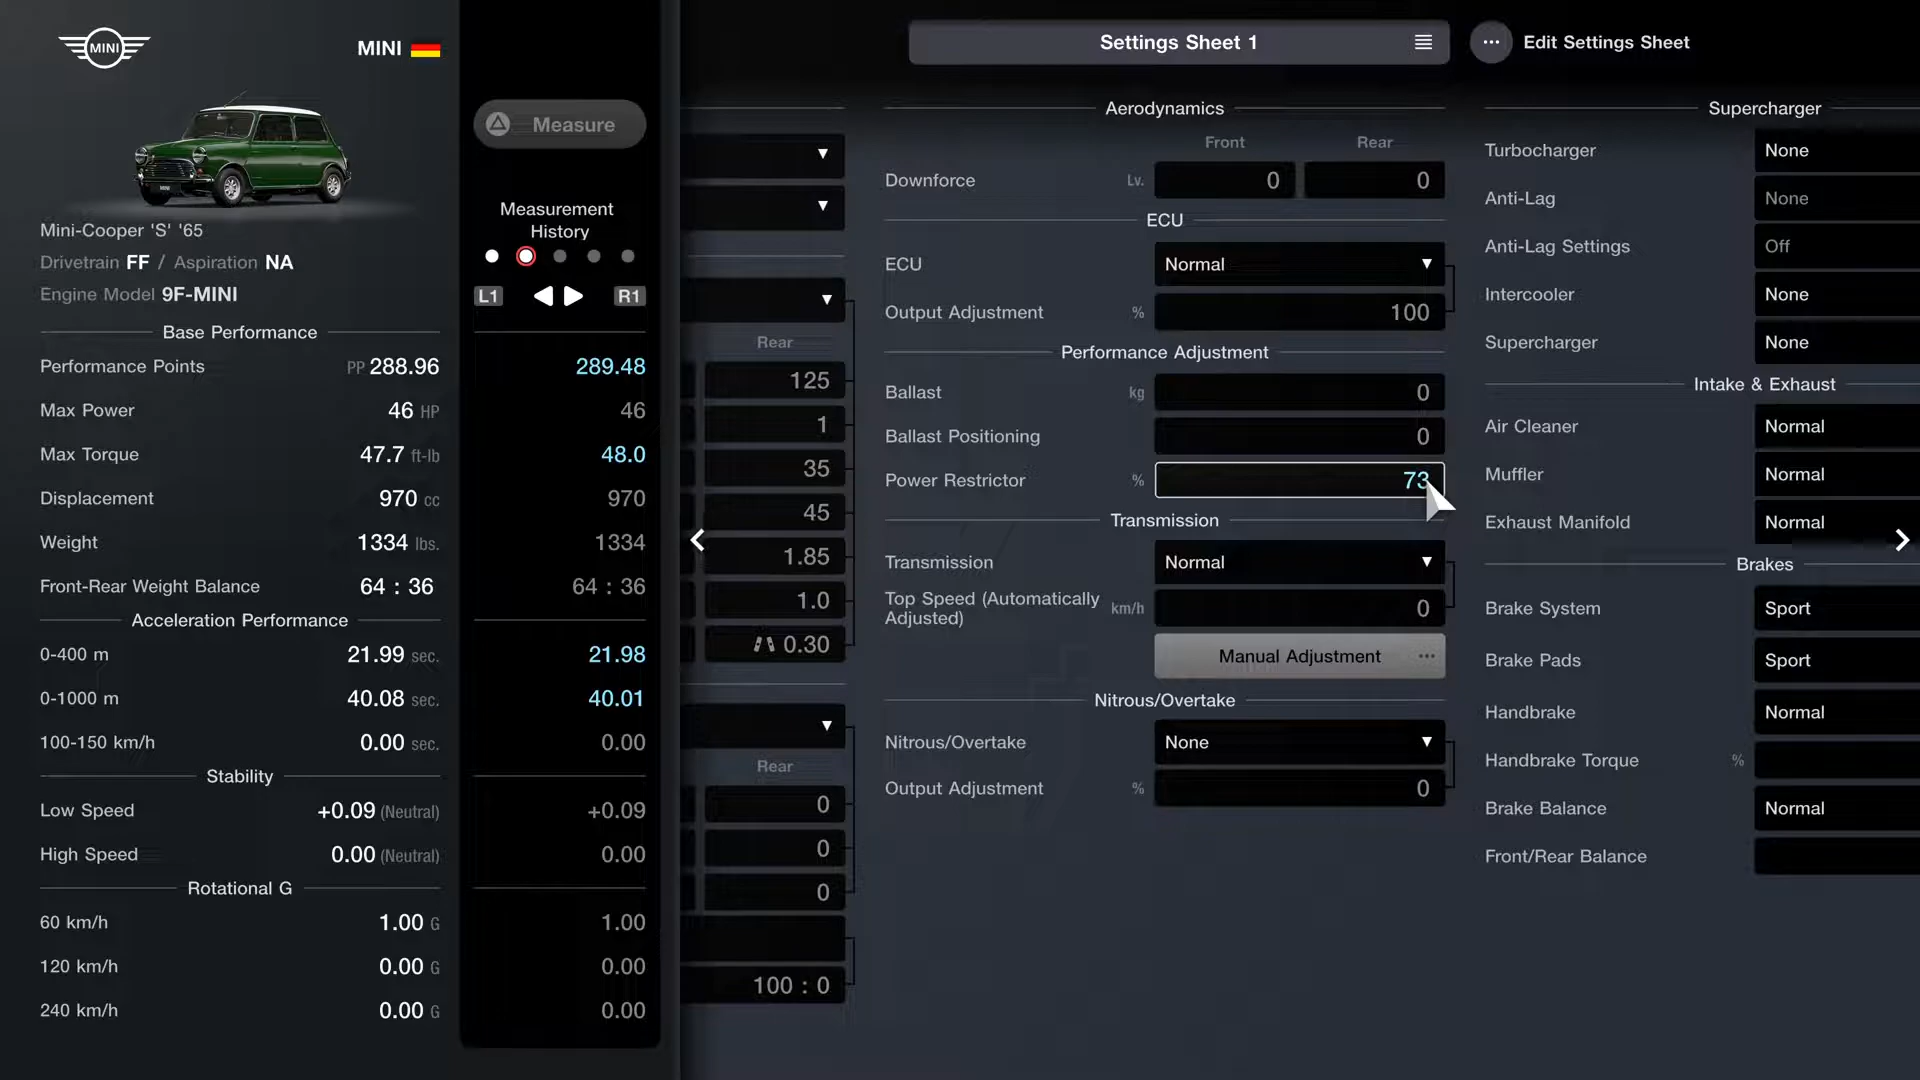 MINI
MINI
Mini-Cooper 'S' '65
Drivetrain FF / Aspiration NA
Engine Model 9F-MINI
Base Performance
Performance Points PP 288.96
Max Power 46 HP
Max Torque 47.7 ft-lb
Displacement 970 cc
Weight 1334 lbs.
Front-Rear Weight Balance 64 : 36
Acceleration Performance
0-400 m 21.99 sec.
0-1000 m 40.08 sec.
100-150 km/h 0.00 sec.
Stability
Low Speed +0.09 (Neutral)
High Speed 0.00 (Neutral)
Rotational G
60 km/h 1.00 G
120 km/h 0.00 G
240 km/h 0.00 G
Measure
Measurement
History
L1 R1
289.48
46
48.0
970
1334
64 : 36
21.98
40.01
0.00
+0.09
0.00
1.00
0.00
0.00
Rear
125
1
35
45
1.85
1.0
0.30
Rear
0
0
0
100 : 0
Settings Sheet 1
Edit Settings Sheet
Aerodynamics
Front Rear
Downforce Lv. 0 0
ECU
ECU Normal
Output Adjustment % 100
Performance Adjustment
Ballast kg 0
Ballast Positioning 0
Power Restrictor % 73
Transmission
Transmission Normal
Top Speed (Automatically
Adjusted) km/h 0
Manual Adjustment
Nitrous/Overtake
Nitrous/Overtake None
Output Adjustment % 0
Supercharger
Turbocharger None
Anti-Lag None
Anti-Lag Settings Off
Intercooler None
Supercharger None
Intake & Exhaust
Air Cleaner Normal
Muffler Normal
Exhaust Manifold Normal
Brakes
Brake System Sport
Brake Pads Sport
Handbrake Normal
Handbrake Torque %
Brake Balance Normal
Front/Rear Balance